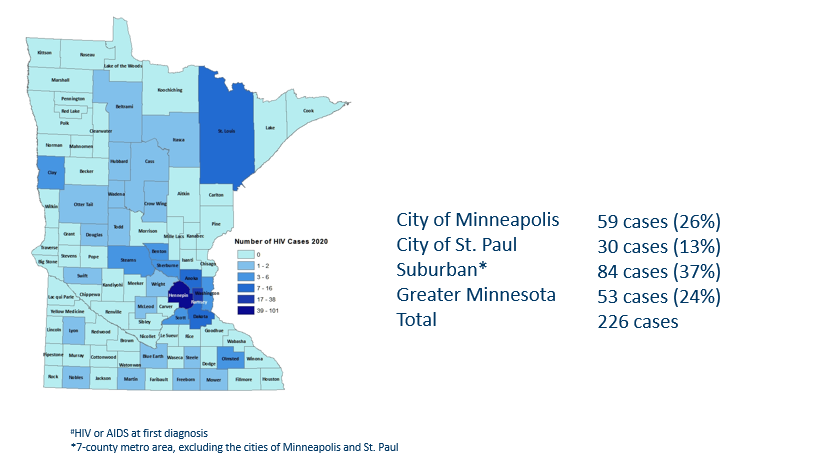 Kittson
Roseau
Lake of the Woods
Marshall
Koochiching
Pennington
Red Lake
Beltrami
Cook
Polk
St. Louis
Lake
Clearwater
Itasca
Norman
Mahnomen
Hubbard
Cass
Clay
Becker
Aitkin
Wadena
Carlton
Crow Wing
Wilkin
Otter Tail
Pine
Todd
Morrison
Grant
Douglas
Mille Lacs
Kanabec
Traverse
Stevens
Pope
Stearns
Benton
Isanti
Big Stone
Sherburne
Chisago
Swift
Anoka
Kandiyohi
Meeker
Wright
Washington
Lac qui Parle
Chippewa
Hennepin
Ramsey
McLeod
Carver
Yellow Medicine
Renville
Scott
Dakota
Sibley
Lincoln
Lyon
Redwood
Nicollet
Le Sueur
Rice
Goodhue
Wabasha
Brown
Pipestone
Murray
Cottonwood
Watonwan
Blue Earth
Waseca
Steele
Dodge
Olmsted
Winona
Rock
Nobles
Jackson
Martin
Faribault
Freeborn
Mower
Fillmore
Houston
Number of HIV Cases 2020
0
1 - 2
3 - 6
7 - 16
17 - 38
39 - 101
City of Minneapolis 59 cases (26%)
City of St. Paul 30 cases (13%)
Suburban* 84 cases (37%)
Greater Minnesota 53 cases (24%)
Total 226 cases
#HIV or AIDS at first diagnosis
*7-county metro area, excluding the cities of Minneapolis and St. Paul